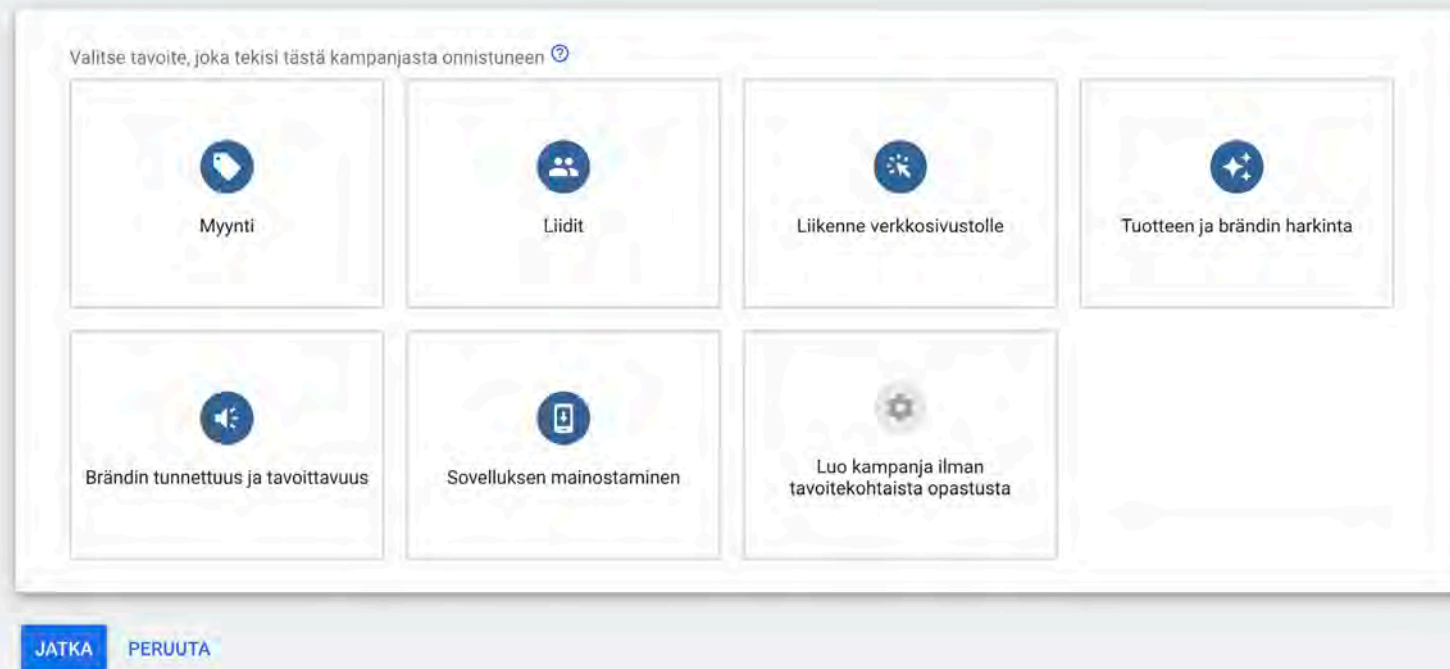 Valitse tavoite, joka tekisi tästä kampanjasta onnistuneen
Myynti
Liidit
Liikenne verkkosivustolle
Tuotteen ja brändin harkinta
Brändin tunnettuus ja tavoittavuus
Sovelluksen mainostaminen
Luo kampanja ilman
tavoitekohtaista opastusta
JATKA
PERUUTA